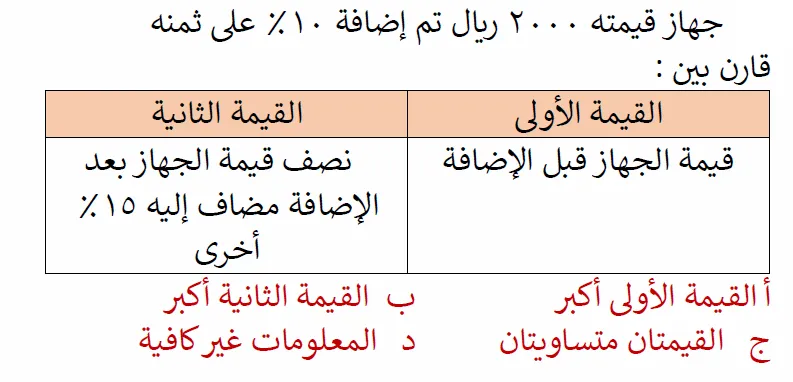 جهاز قيمته ٢٠٠٠ ريال تم إضافة ١٠٪ على ثمنه
قارن بين :
القيمة الأولى
القيمة الثانية
قيمة الجهاز قبل الإضافة
نصف قيمة الجهاز بعد
الإضافة مضاف إليه ١٥٪
أخرى
أ القيمة الأولى أكبر
ب القيمة الثانية أكبر
ج القيمتان متساويتان
د المعلومات غير كافية